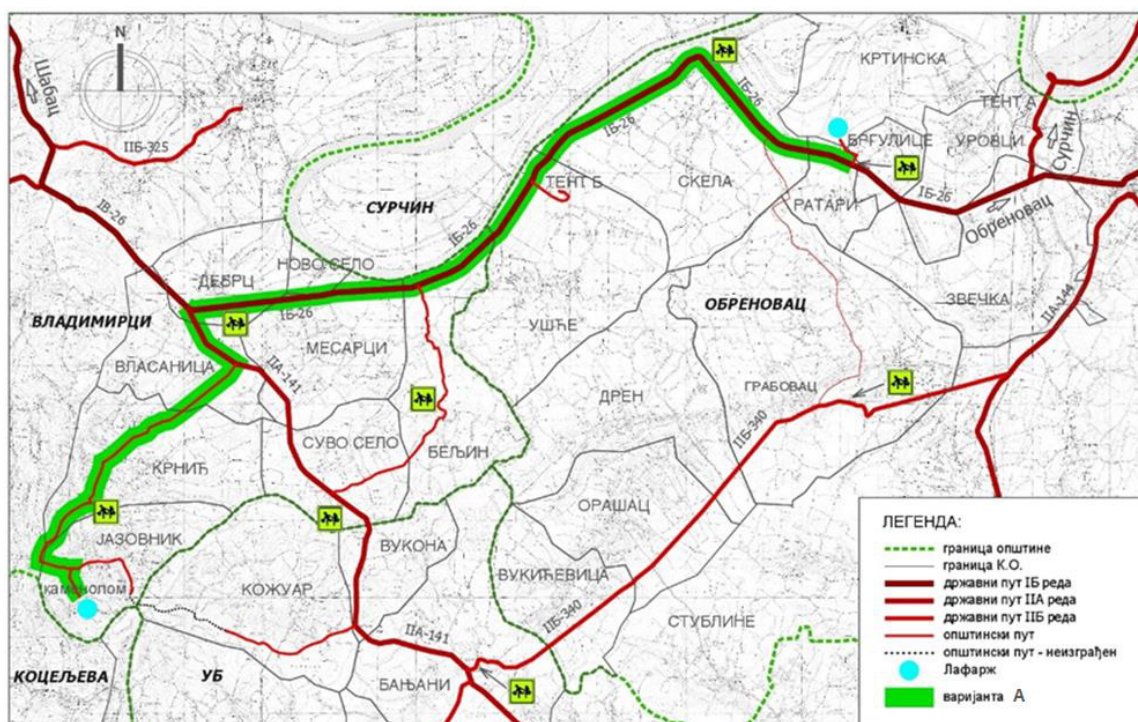 N
Шабац
КРТИНСКА
IБ-26
ТЕНТ А
IIБ-325
IБ-26
БРГУЛИЦЕ
УРОВЦИ
Сурчин
ТЕНТ Б
СКЕЛА
СУРЧИН
РАТАРИ
IБ-26
IБ-26
IБ-26
Обреновац
НОВО СЕЛО
ДЕБРЦ
IБ-26
ОБРЕНОВАЦ
ЗВЕЧКА
IIА-144
ВЛАДИМИРЦИ
МЕСАРЦИ
УШЋЕ
ВЛАСАНИЦА
IIА-141
ГРАБОВАЦ
ДРЕН
IIБ-340
СУВО СЕЛО
БЕЉИН
КРНИЋ
ОРАШАЦ
ЈАЗОВНИК
ВУКОНА
ВУКИЋЕВИЦА
КОЖУАР
каменолом
СТУБЛИНЕ
IIБ-340
IIА-141
КОЦЕЉЕВА
УБ
БАЊАНИ
ЛЕГЕНДА:
граница општине
граница К.О.
државни пут IБ реда
државни пут IIА реда
државни пут IIБ реда
општински пут
општински пут - неизграђен
Лафарж
варијанта А